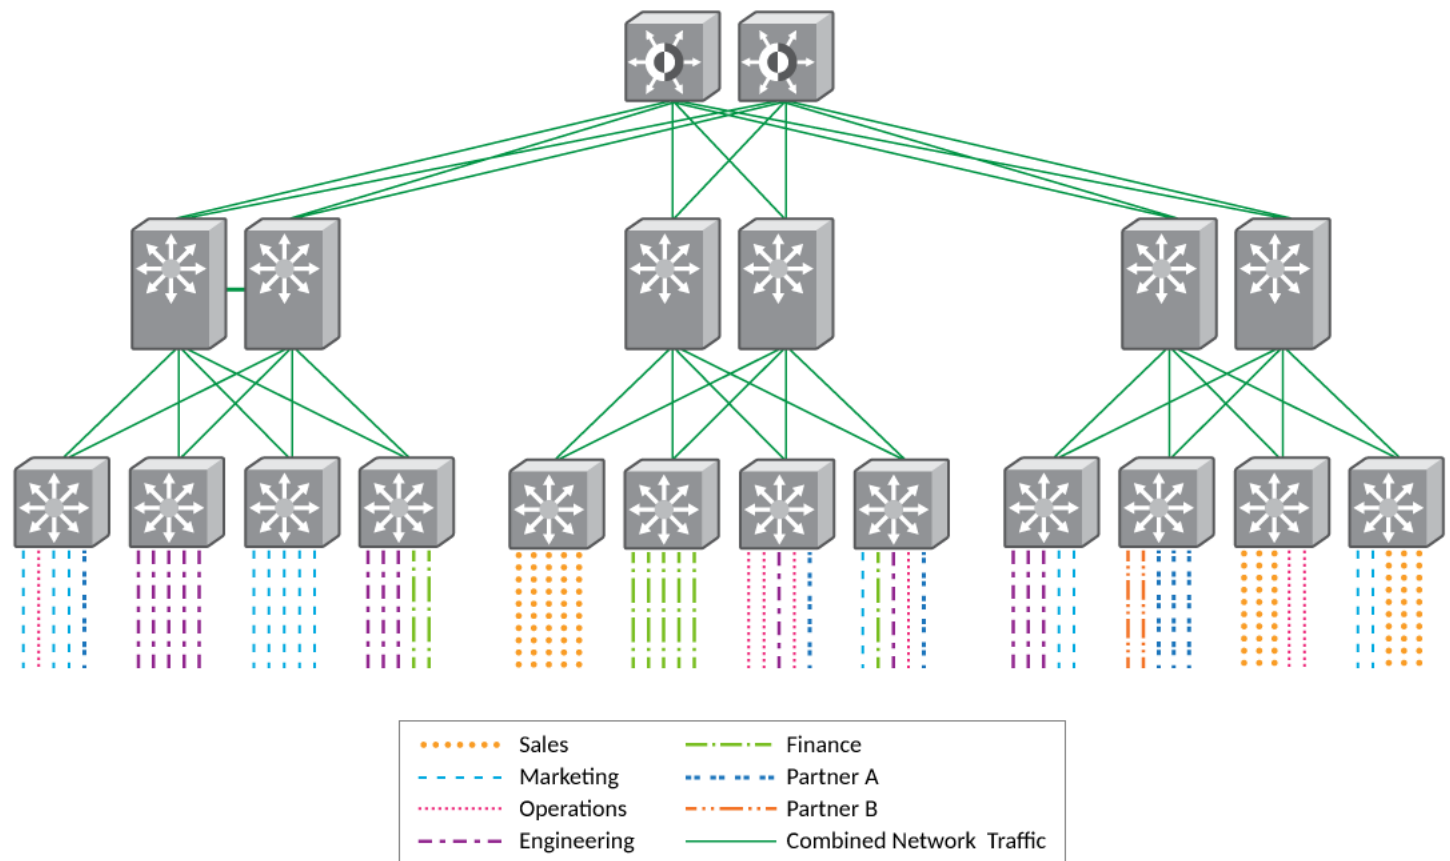 Sales
Finance
Marketing
Partner A
Operations
Partner B
Engineering
Combined Network Traffic